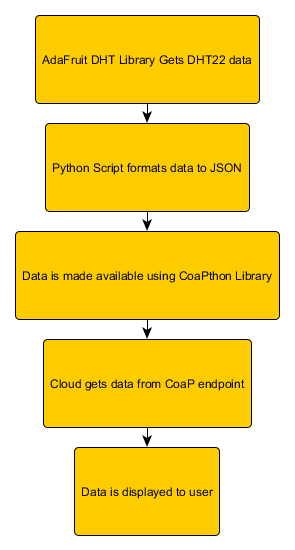 AdaFruit DHT Library Gets DHT22 data
Python Script formats data to JSON
Data is made available using CoaPthon Library
Cloud gets data from CoaP endpoint
Data is displayed to user